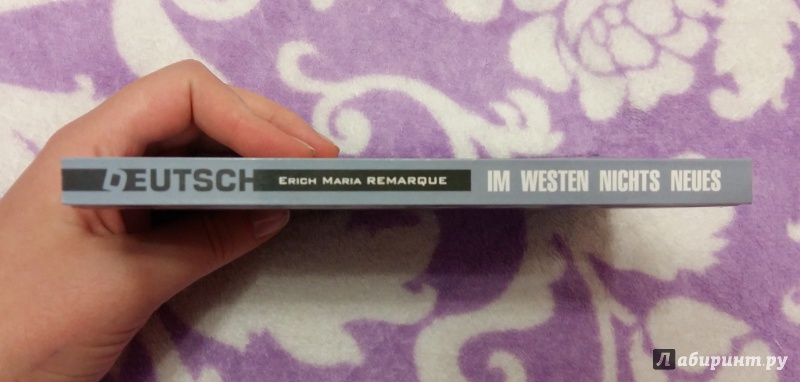 DEUTSCH ERICH MARIA REMARQUE IM WESTEN NICHTS NEUES
Лабиринт.ру